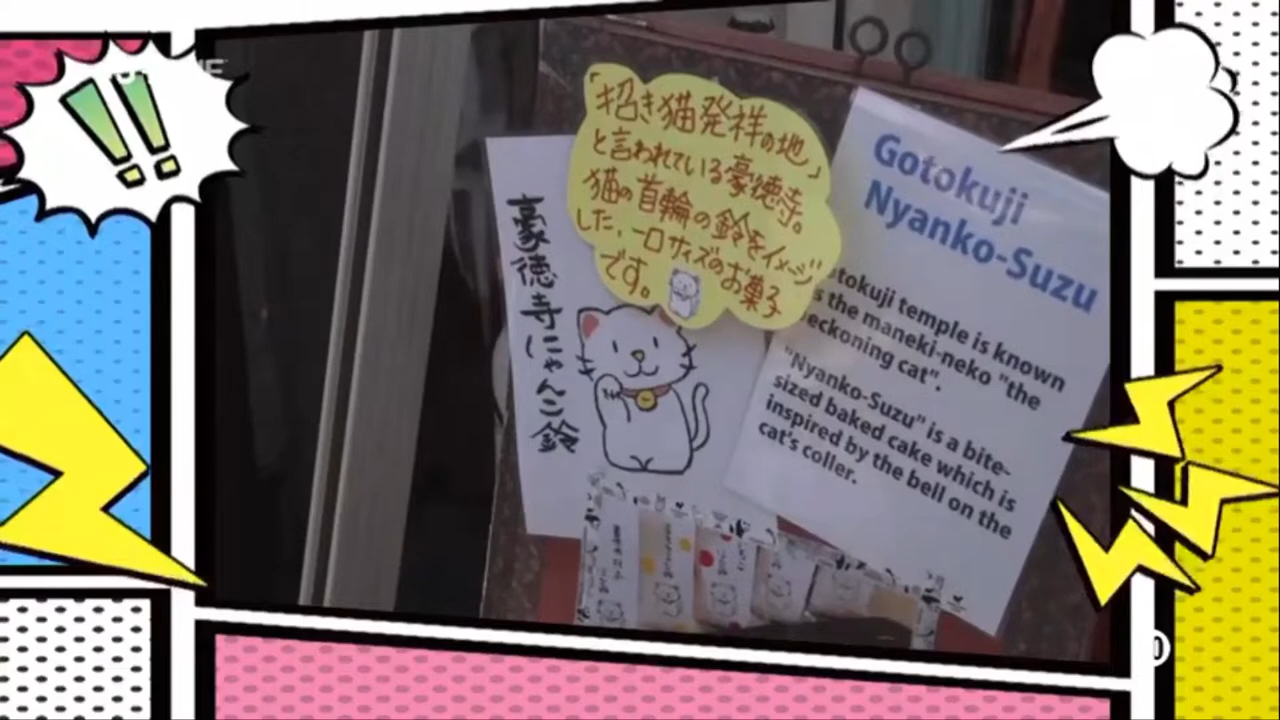 !!
「招き猫発祥の地」
と言われている豪徳寺。
猫の首輪の鈴をイメージ
した、一口サイズのお菓子
です。
豪徳寺にゃんこ鈴
Gotokuji
Nyanko-Suzu
tokuji temple is known
the maneki-neko "the
eckoning cat".
"Nyanko-Suzu" is a bite-
sized baked cake which is
inspired by the bell on the
cat's coller.